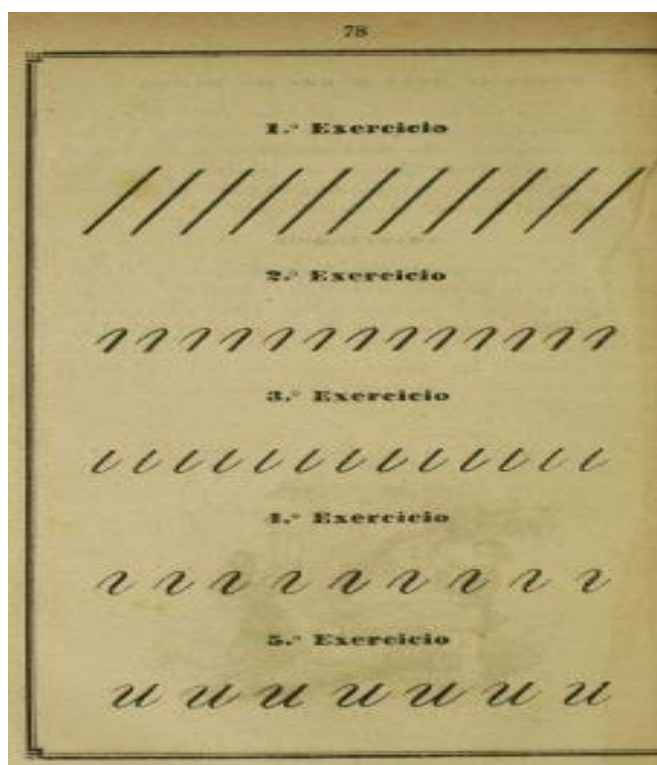 78
1.º Exercicio
2.º Exercicio
3.º Exercicio
4.º Exercicio
5.º Exercicio
u u u u u u u